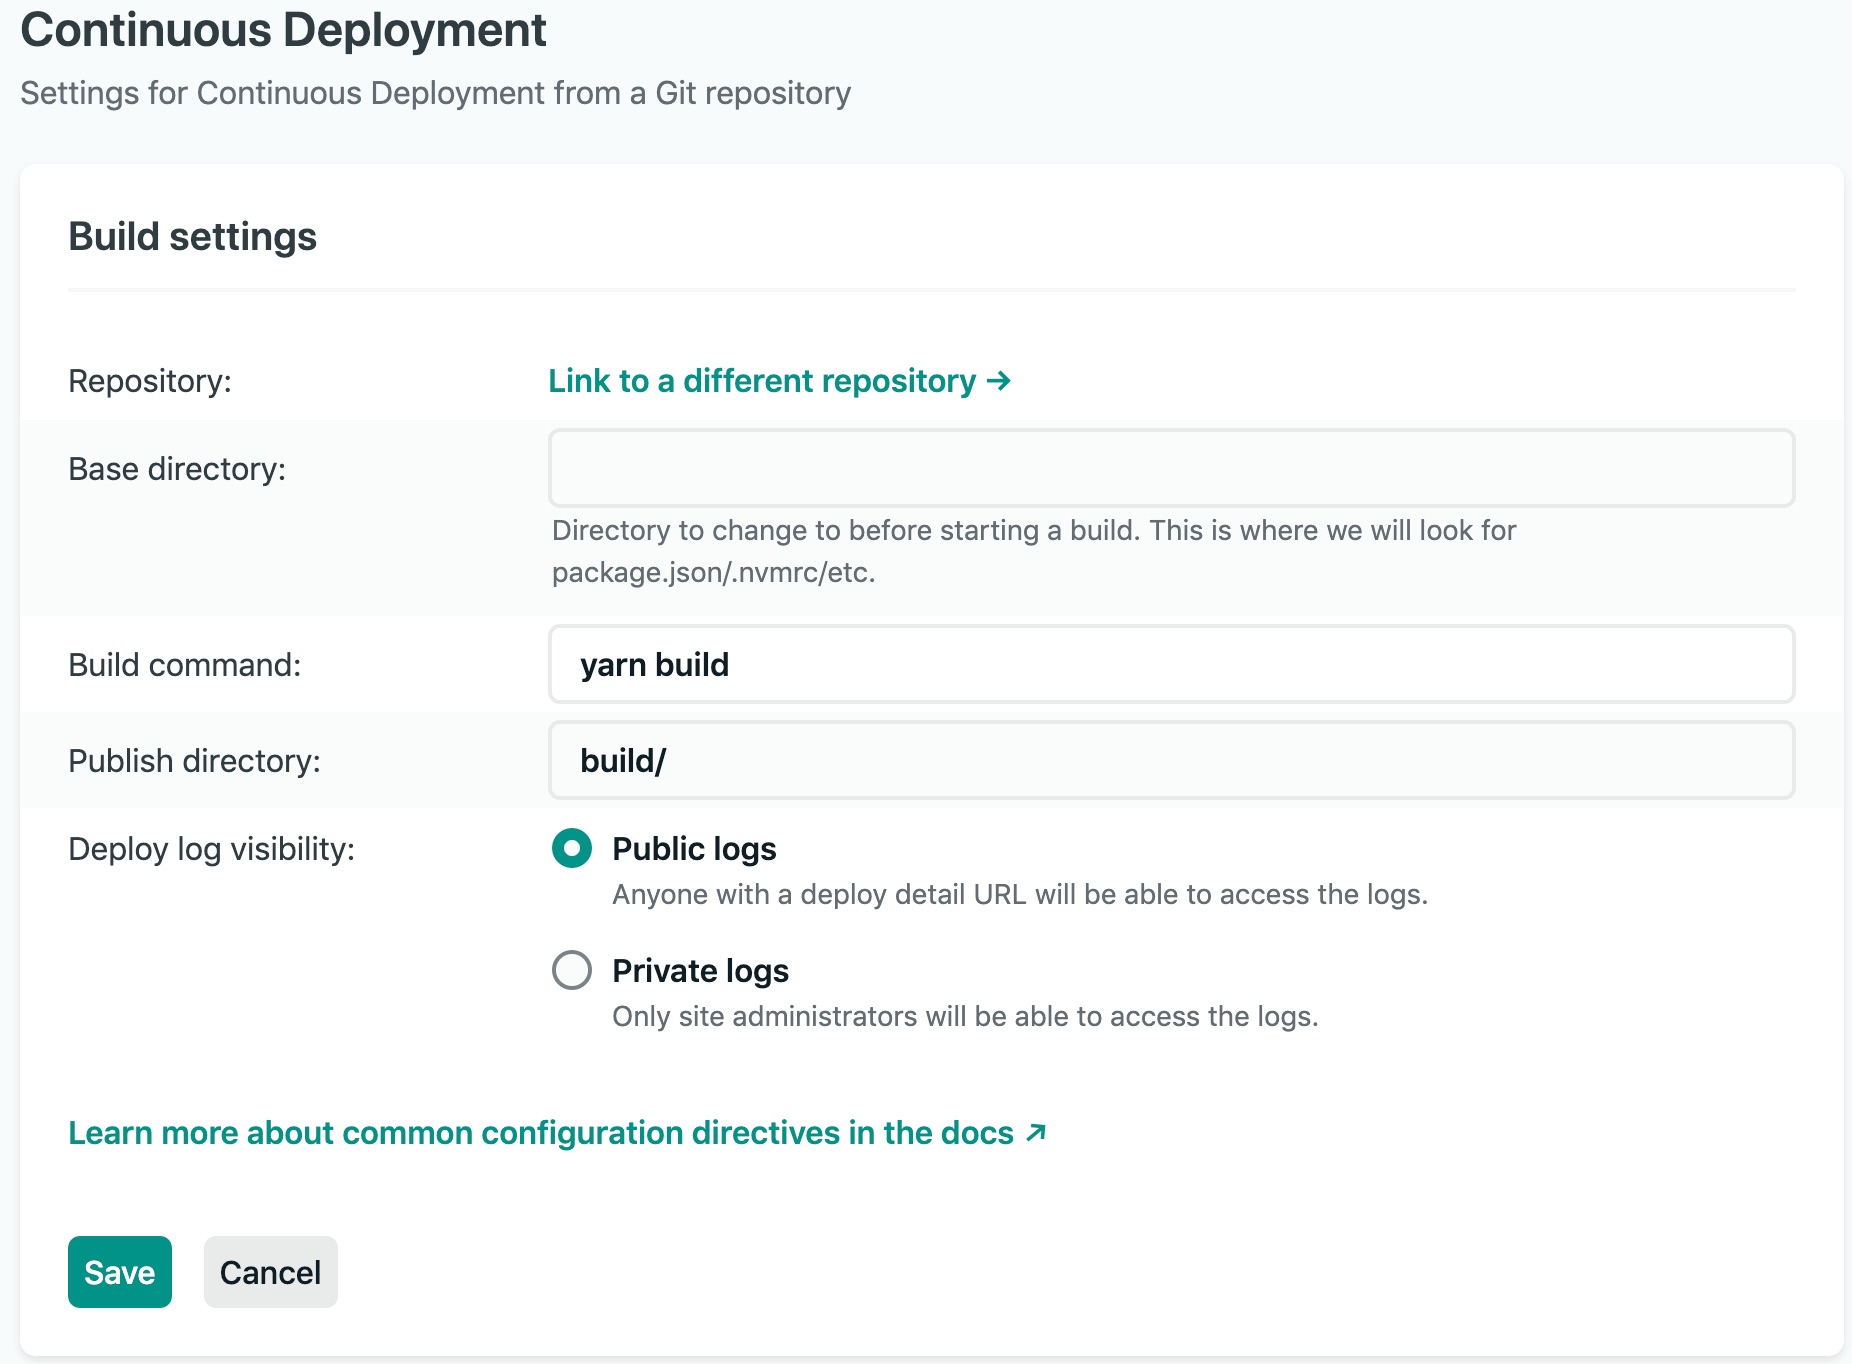 Continuous Deployment
Settings for Continuous Deployment from a Git repository
Build settings
Repository:
Link to a different repository →
Base directory:
Directory to change to before starting a build. This is where we will look for
package.json/.nvmrc/etc.
Build command:
yarn build
Publish directory:
build/
Deploy log visibility:
Public logs
Anyone with a deploy detail URL will be able to access the logs.
Private logs
Only site administrators will be able to access the logs.
Learn more about common configuration directives in the docs ↗
Save
Cancel